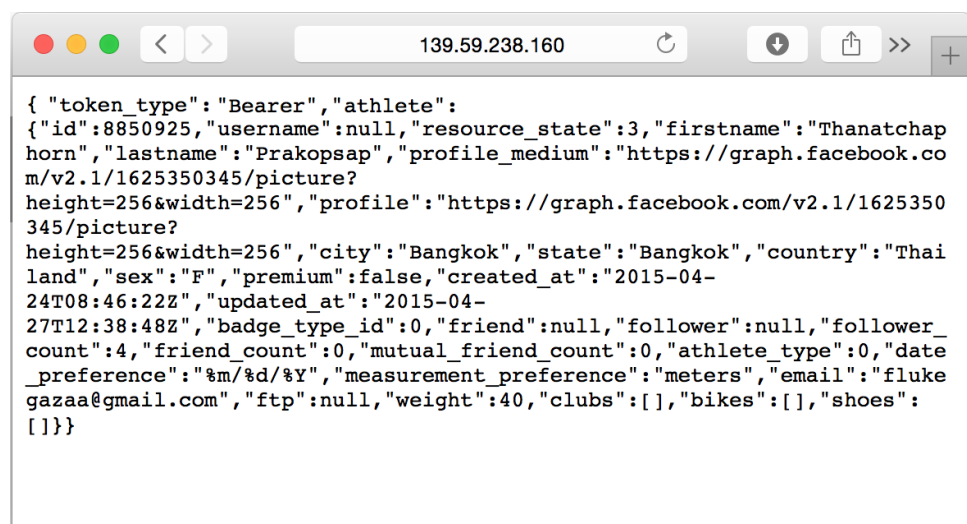 139.59.238.160
{ "token_type":"Bearer","athlete":
{"id":8850925,"username":null,"resource_state":3,"firstname":"Thanatchap
horn","lastname":"Prakopsap","profile_medium":"https://graph.facebook.co
m/v2.1/1625350345/picture?
height=256&width=256","profile":"https://graph.facebook.com/v2.1/1625350
345/picture?
height=256&width=256","city":"Bangkok","state":"Bangkok","country":"Thai
land","sex":"F","premium":false,"created_at":"2015-04-
24T08:46:22Z","updated_at":"2015-04-
27T12:38:48Z","badge_type_id":0,"friend":null,"follower":null,"follower_
count":4,"friend_count":0,"mutual_friend_count":0,"athlete_type":0,"date
_preference":"%m/%d/%Y","measurement_preference":"meters","email":"fluke
gazaa@gmail.com","ftp":null,"weight":40,"clubs":[],"bikes":[],"shoes":
[]}}